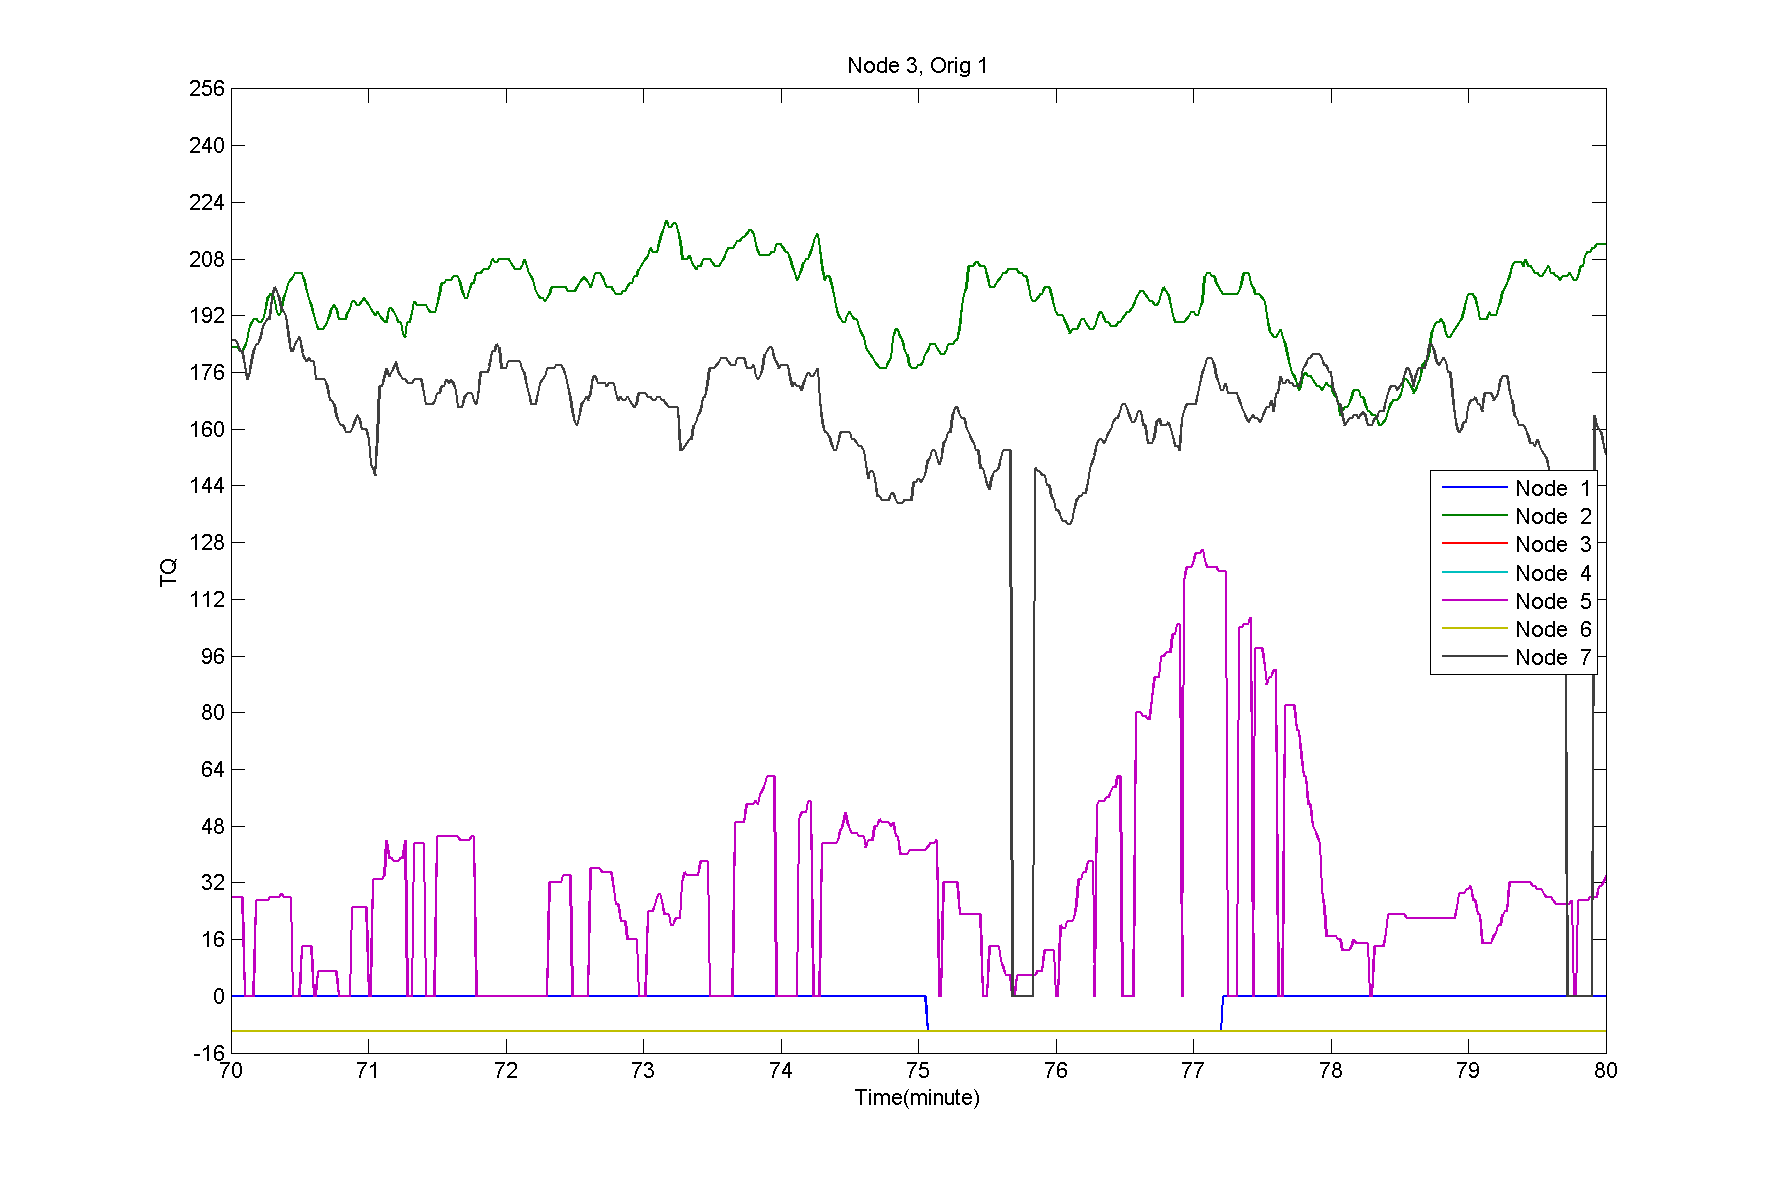 Node 3, Orig 1
256
240
224
208
192
176
160
144
128
112
96
80
64
48
32
16
0
-16
TQ
Node 1
Node 2
Node 3
Node 4
Node 5
Node 6
Node 7
70 71 72 73 74 75 76 77 78 79 80
Time(minute)